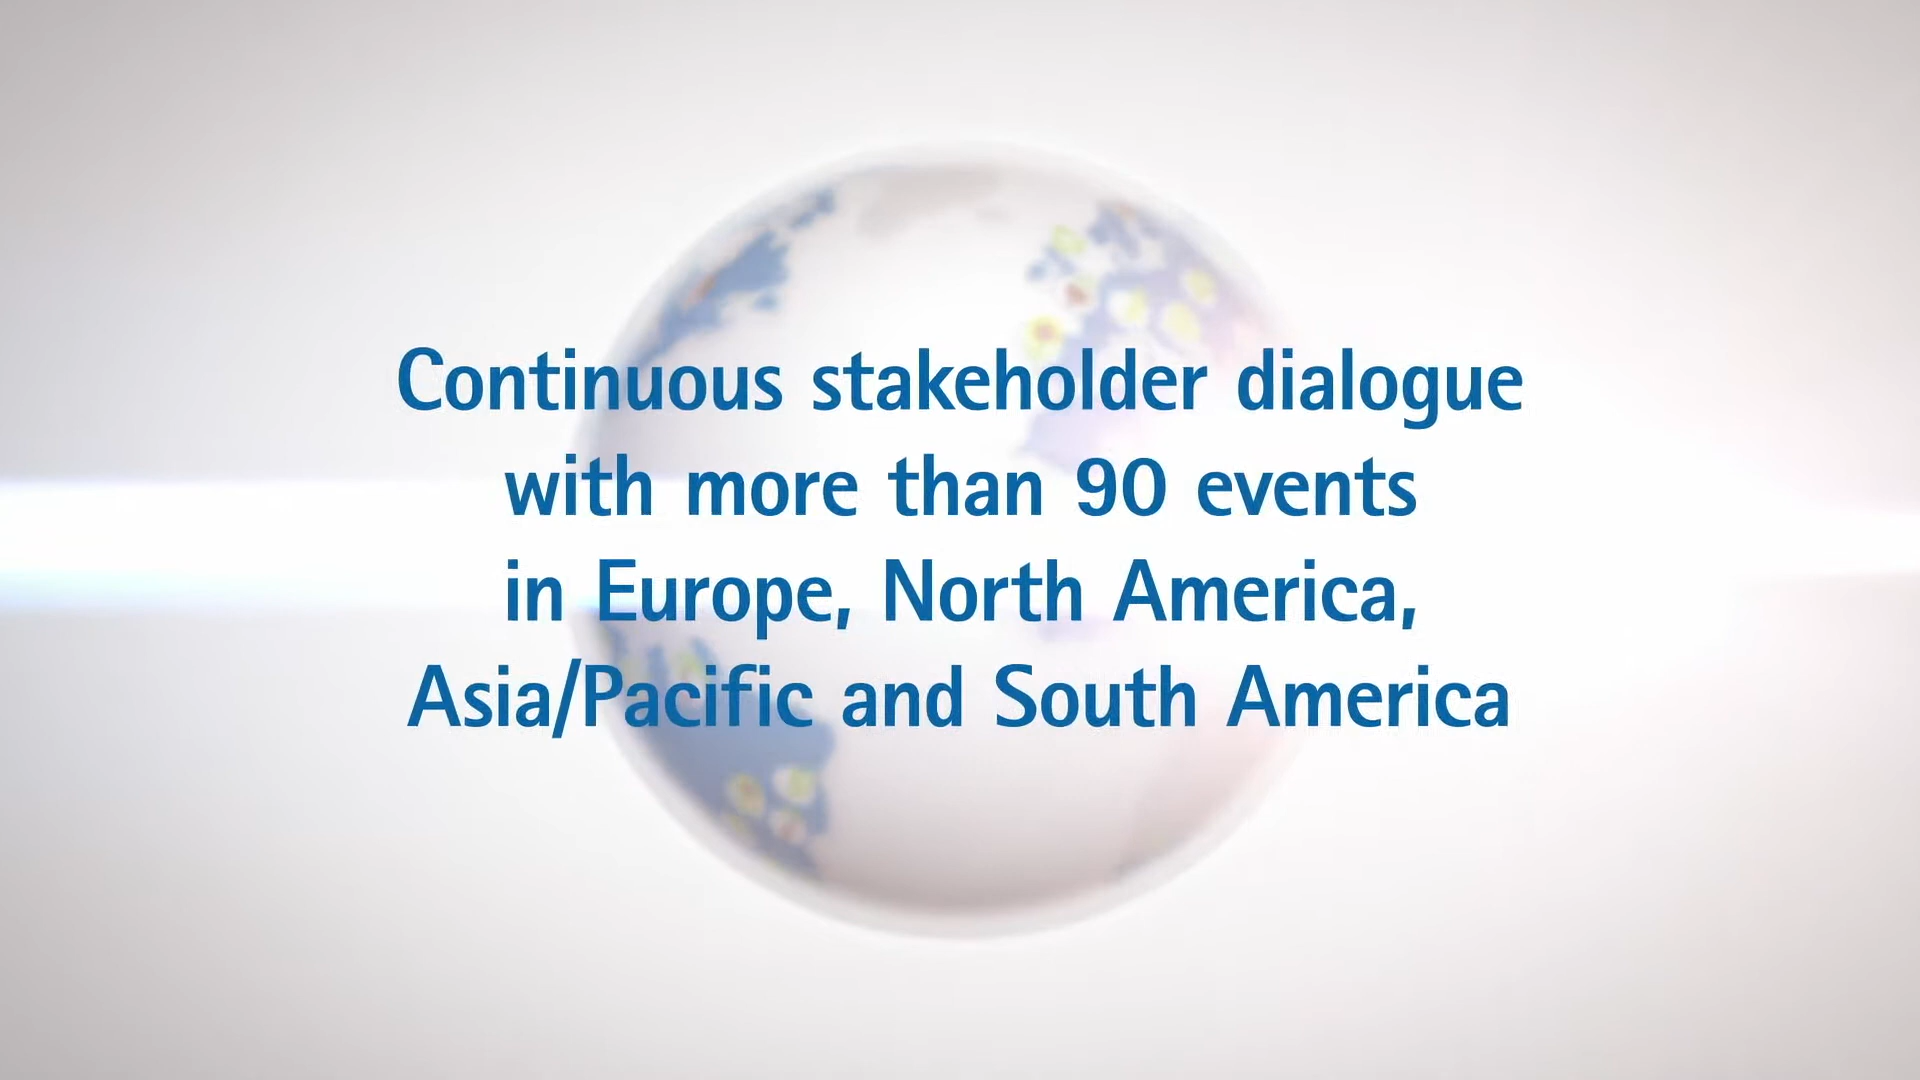 Continuous stakeholder dialogue
with more than 90 events
in Europe, North America,
Asia/Pacific and South America